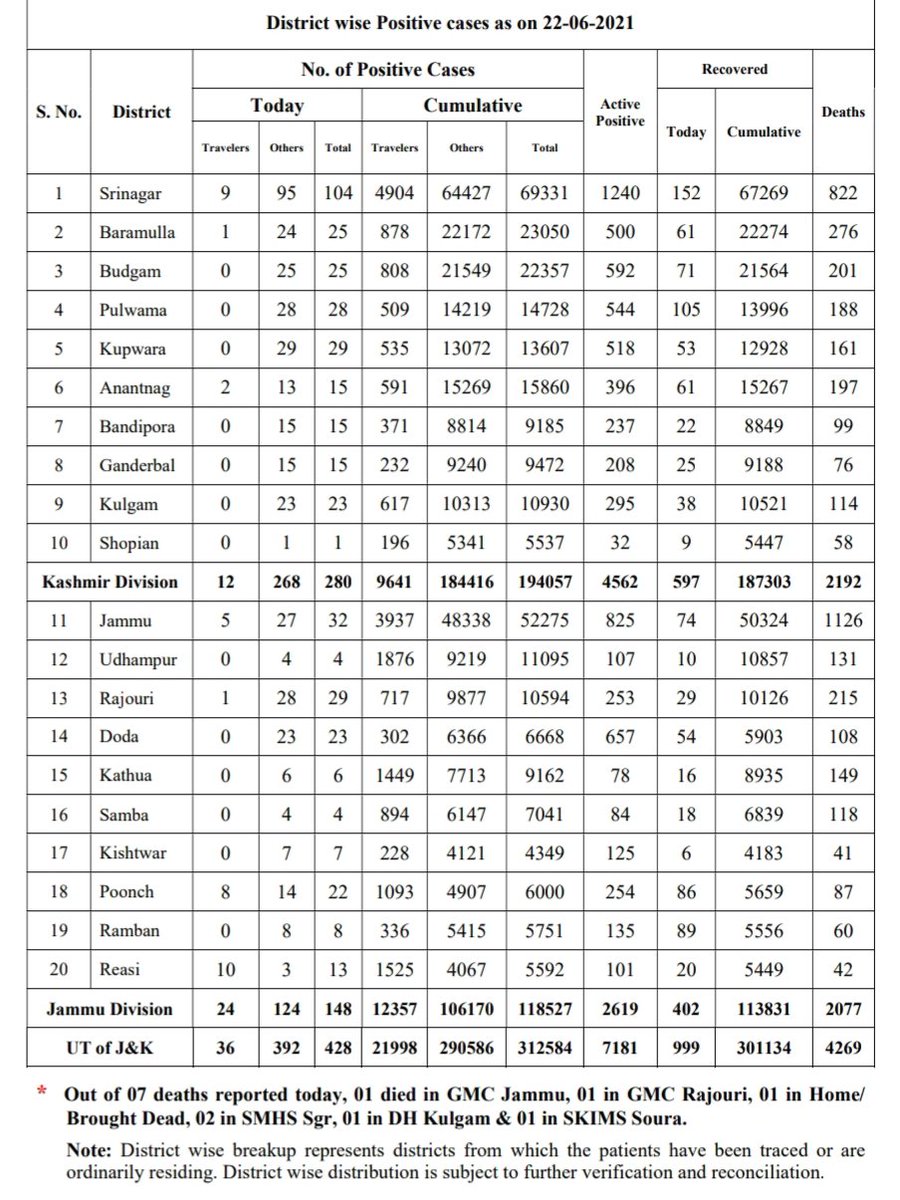 District wise Positive cases as on 22-06-2021
S. No. District No. of Positive Cases Active Positive Recovered Deaths
Today Cumulative Today Cumulative
Travelers Others Total Travelers Others Total
1 Srinagar 9 95 104 4904 64427 69331 1240 152 67269 822
2 Baramulla 1 24 25 878 22172 23050 500 61 22274 276
3 Budgam 0 25 25 808 21549 22357 592 71 21564 201
4 Pulwama 0 28 28 509 14219 14728 544 105 13996 188
5 Kupwara 0 29 29 535 13072 13607 518 53 12928 161
6 Anantnag 2 13 15 591 15269 15860 396 61 15267 197
7 Bandipora 0 15 15 371 8814 9185 237 22 8849 99
8 Ganderbal 0 15 15 232 9240 9472 208 25 9188 76
9 Kulgam 0 23 23 617 10313 10930 295 38 10521 114
10 Shopian 0 1 1 196 5341 5537 32 9 5447 58
Kashmir Division 12 268 280 9641 184416 194057 4562 597 187303 2192
11 Jammu 5 27 32 3937 48338 52275 825 74 50324 1126
12 Udhampur 0 4 4 1876 9219 11095 107 10 10857 131
13 Rajouri 1 28 29 717 9877 10594 253 29 10126 215
14 Doda 0 23 23 302 6366 6668 657 54 5903 108
15 Kathua 0 6 6 1449 7713 9162 78 16 8935 149
16 Samba 0 4 4 894 6147 7041 84 18 6839 118
17 Kishtwar 0 7 7 228 4121 4349 125 6 4183 41
18 Poonch 8 14 22 1093 4907 6000 254 86 5659 87
19 Ramban 0 8 8 336 5415 5751 135 89 5556 60
20 Reasi 10 3 13 1525 4067 5592 101 20 5449 42
Jammu Division 24 124 148 12357 106170 118527 2619 402 113831 2077
UT of J&K 36 392 428 21998 290586 312584 7181 999 301134 4269
* Out of 07 deaths reported today, 01 died in GMC Jammu, 01 in GMC Rajouri, 01 in Home/
Brought Dead, 02 in SMHS Sgr, 01 in DH Kulgam & 01 in SKIMS Soura.
Note: District wise breakup represents districts from which the patients have been traced or are
ordinarily residing. District wise distribution is subject to further verification and reconciliation.